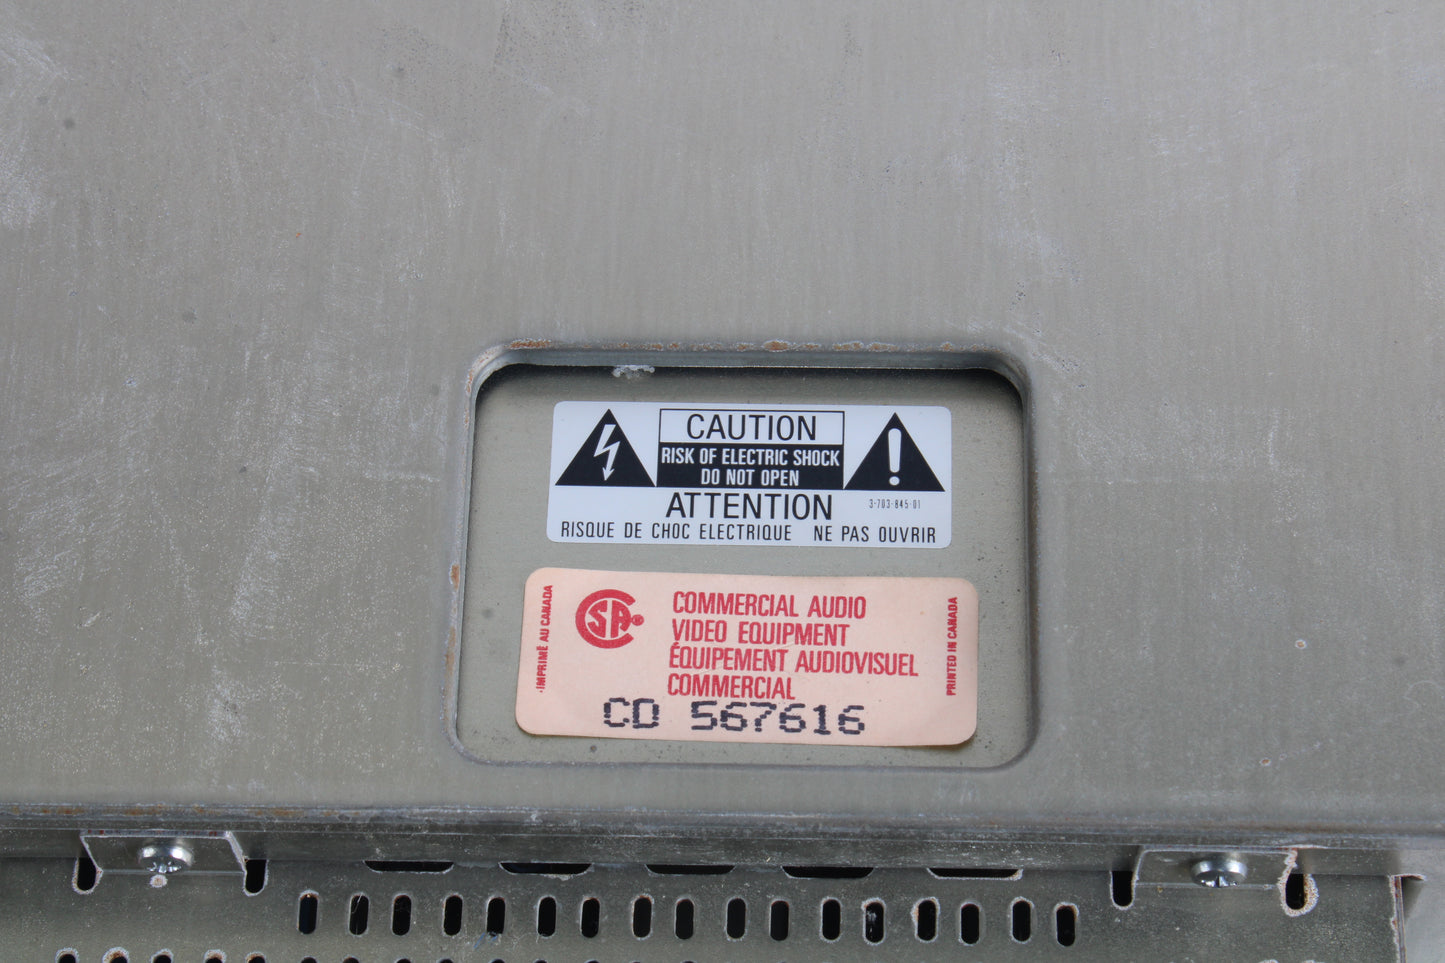 CAUTION
RISK OF ELECTRIC SHOCK
DO NOT OPEN
ATTENTION
3-703-845-01
RISQUE DE CHOC ELECTRIQUE NE PAS OUVRIR
·IMPRIMÉ AU CANADA
CSA®
COMMERCIAL AUDIO
VIDEO EQUIPMENT
ÉQUIPEMENT AUDIOVISUEL
COMMERCIAL
CD 567616
PRINTED IN CANADA